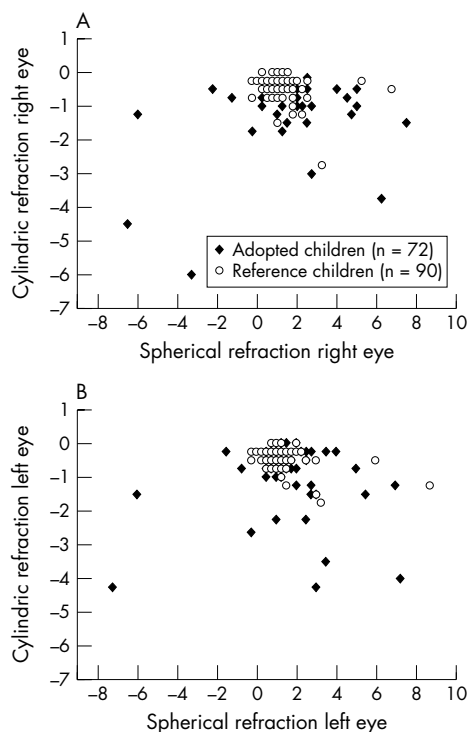 A
1
0
–1
–2
–3
–4
–5
–6
–7
Cylindric refraction right eye
Adopted children (n = 72)
Reference children (n = 90)
–8 –6 –4 –2 0 2 4 6 8 10
Spherical refraction right eye
B
1
0
–1
–2
–3
–4
–5
–6
–7
Cylindric refraction left eye
–8 –6 –4 –2 0 2 4 6 8 10
Spherical refraction left eye